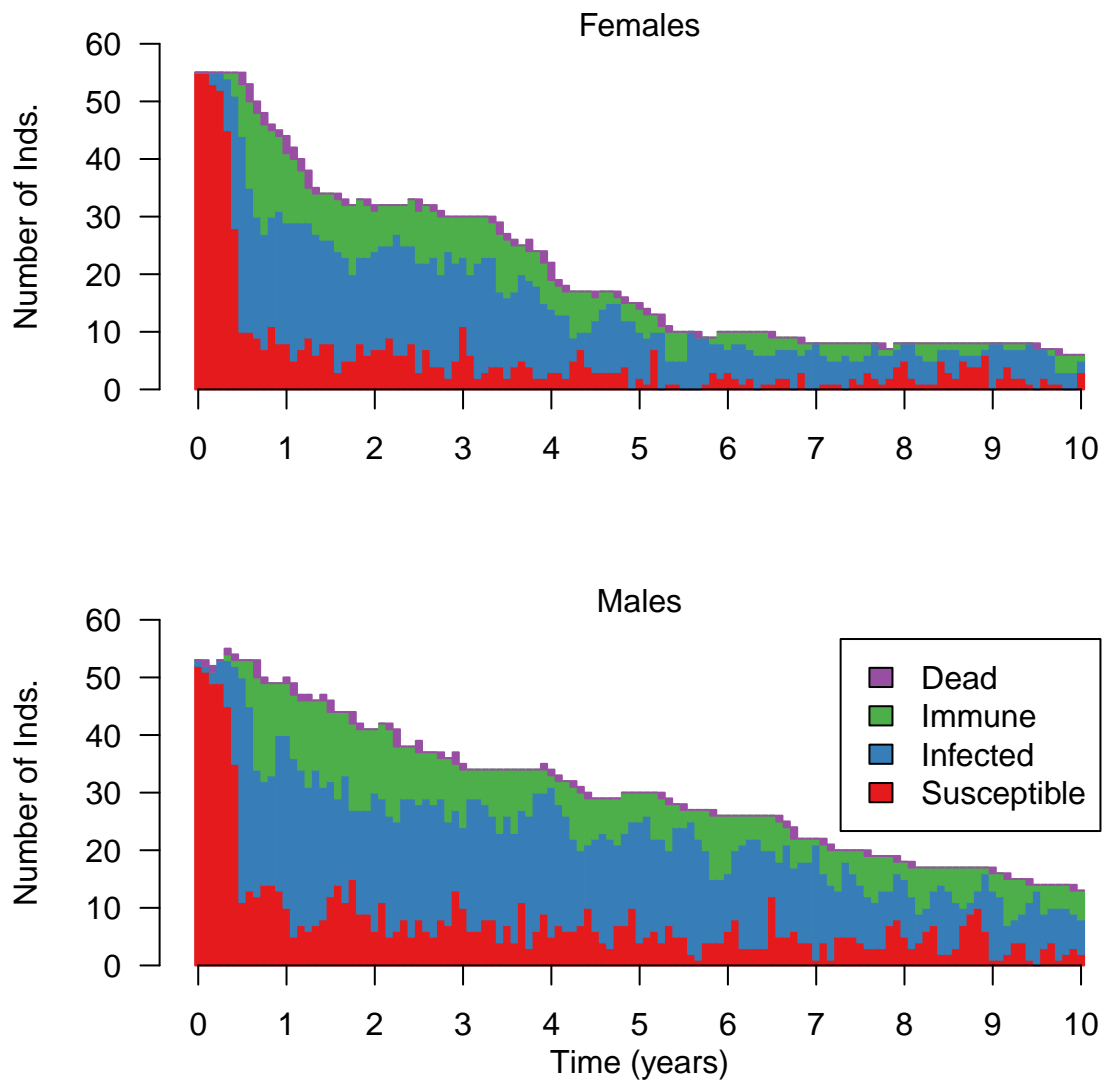 Females
Number of Inds.
60
50
40
30
20
10
0
0 1 2 3 4 5 6 7 8 9 10
Males
Number of Inds.
60
50
40
30
20
10
0
Dead
Immune
Infected
Susceptible
0 1 2 3 4 5 6 7 8 9 10
Time (years)